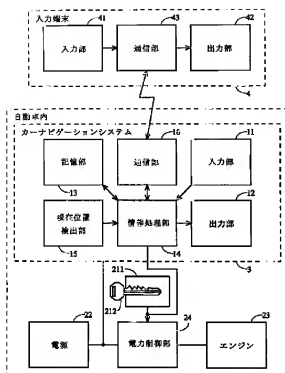 入力端末
41
43
42
入力部
通信部
出力部
4
自動車内
カーナビゲーションシステム
16
11
記憶部
通信部
入力部
13
12
現在位置
検出部
情報処理部
出力部
15
14
3
211
212
22
24
23
電源
電力制御部
エンジン